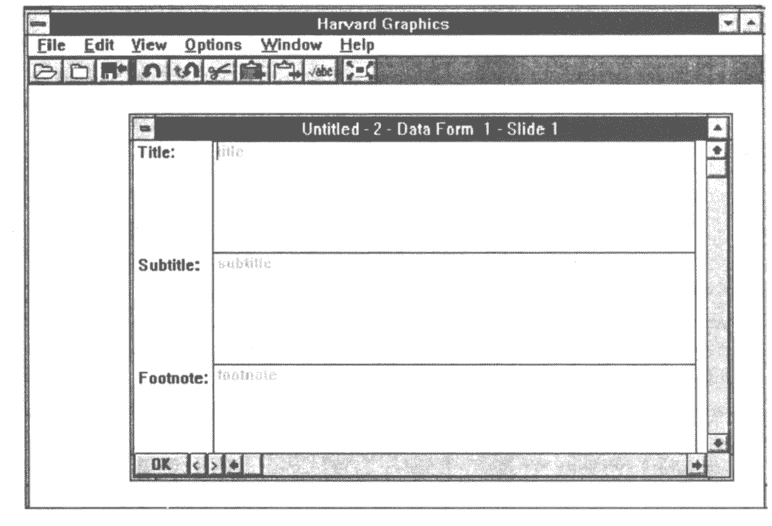 Harvard Graphics
File Edit View Options Window Help
√abc
Untitled - 2 - Data Form 1 - Slide 1
Title: title
Subtitle: subtitle
Footnote: footnote
OK < >